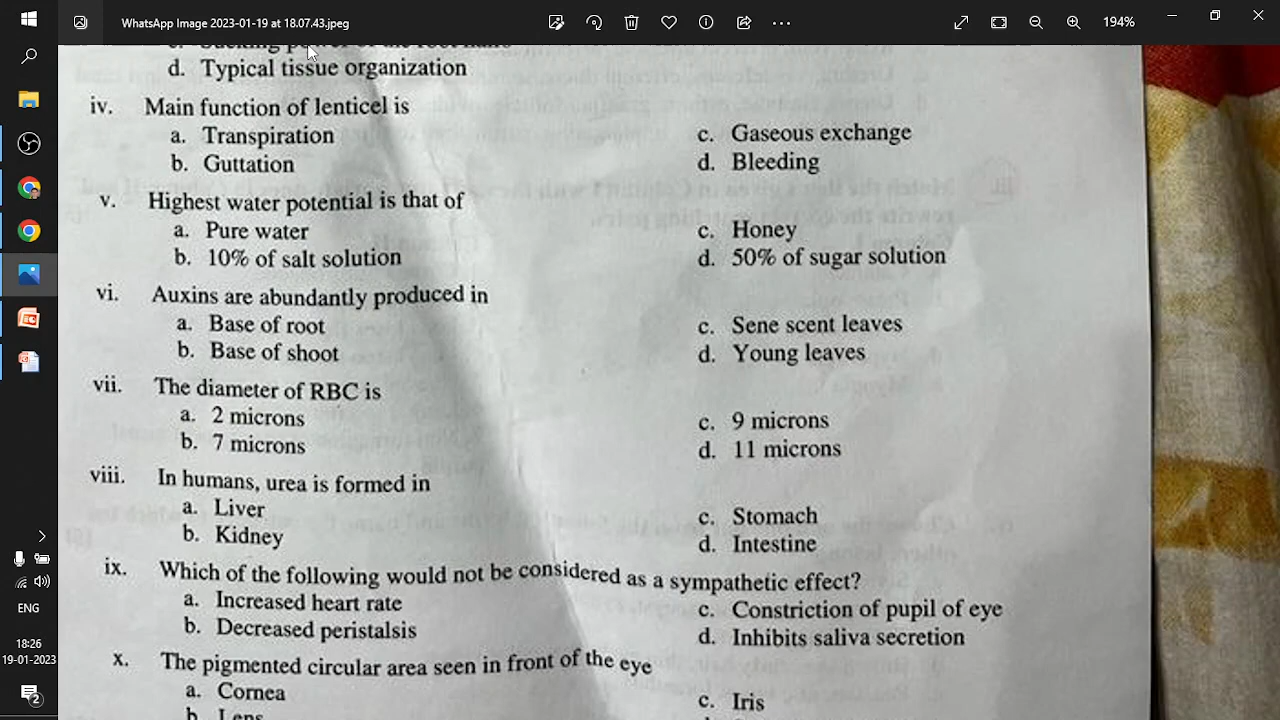 WhatsApp Image 2023-01-19 at 18.07.43.jpeg
194%
d. Typical tissue organization
iv. Main function of lenticel is
a. Transpiration
c. Gaseous exchange
b. Guttation
d. Bleeding
v. Highest water potential is that of
a. Pure water
c. Honey
b. 10% of salt solution
d. 50% of sugar solution
vi. Auxins are abundantly produced in
a. Base of root
c. Sene scent leaves
b. Base of shoot
d. Young leaves
vii. The diameter of RBC is
a. 2 microns
c. 9 microns
b. 7 microns
d. 11 microns
viii. In humans, urea is formed in
a. Liver
c. Stomach
b. Kidney
d. Intestine
ix. Which of the following would not be considered as a sympathetic effect?
a. Increased heart rate
c. Constriction of pupil of eye
b. Decreased peristalsis
d. Inhibits saliva secretion
x. The pigmented circular area seen in front of the eye
a. Cornea
c. Iris
b. Lens
ENG
18:26
19-01-2023
2